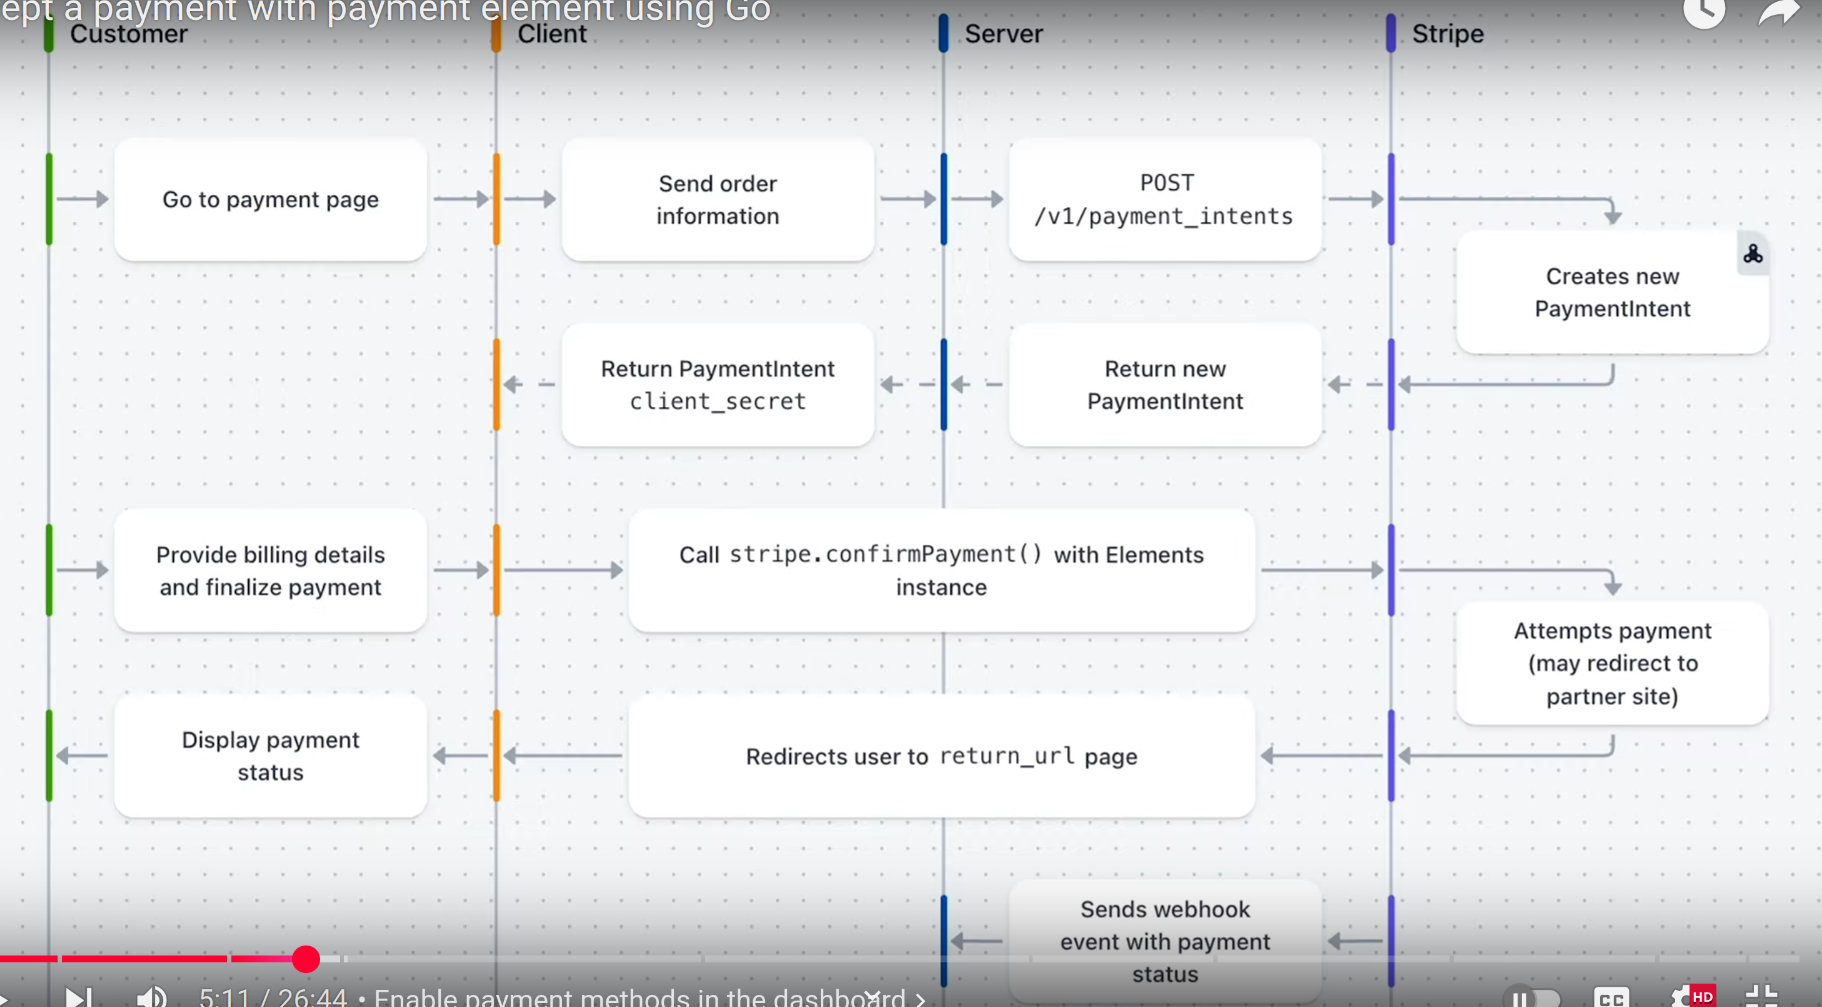 ept a payment with payment element using Go
Customer
Client
Server
Stripe
Go to payment page
Send order
information
POST
/v1/payment_intents
Creates new
PaymentIntent
Return PaymentIntent
client_secret
Return new
PaymentIntent
Provide billing details
and finalize payment
Call stripe.confirmPayment() with Elements
instance
Attempts payment
(may redirect to
partner site)
Display payment
status
Redirects user to return_url page
Sends webhook
event with payment
status
5:11 / 26:44 • Enable payment methods in the dashboard
CC
HD